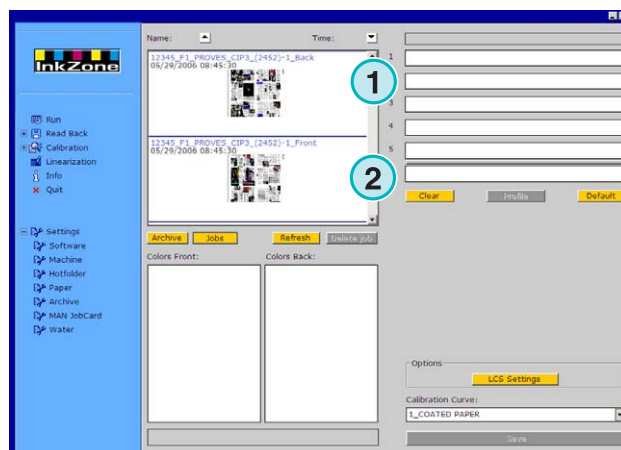 InkZone
Run
Read Back
Calibration
Linearization
Info
Quit
Settings
Software
Machine
Hotfolder
Paper
Archive
MAN JobCard
Water
Name:
Time:
12345_F1_PROVES_CIP3_(2452)-1_Back
05/29/2006 08:45:30
12345_F1_PROVES_CIP3_(2452)-1_Front
05/29/2006 08:45:30
Archive
Jobs
Refresh
Delete job
Colors Front:
Colors Back:
1
1
3
4
5
2
Clear
Profile
Default
Options
LCS Settings
Calibration Curve:
1_COATED PAPER
Save